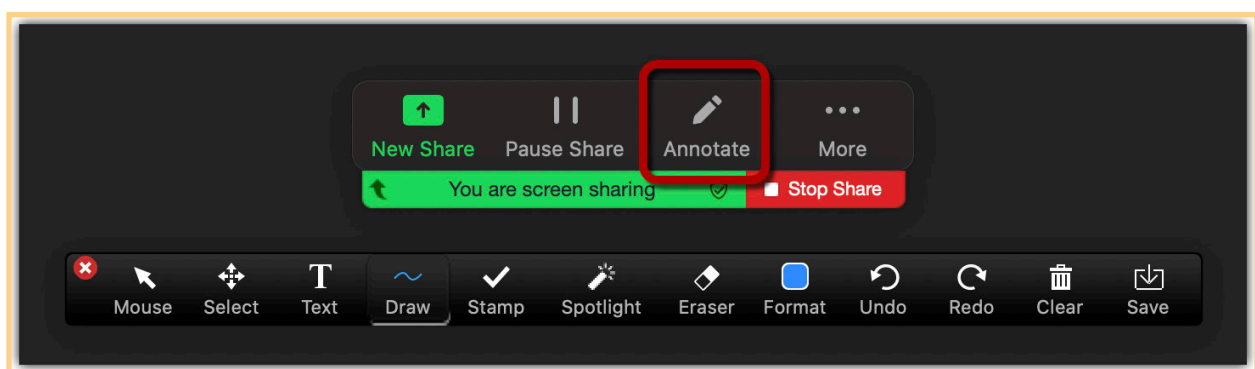 New Share Pause Share Annotate More
You are screen sharing Stop Share
Mouse Select Text Draw Stamp Spotlight Eraser Format Undo Redo Clear Save